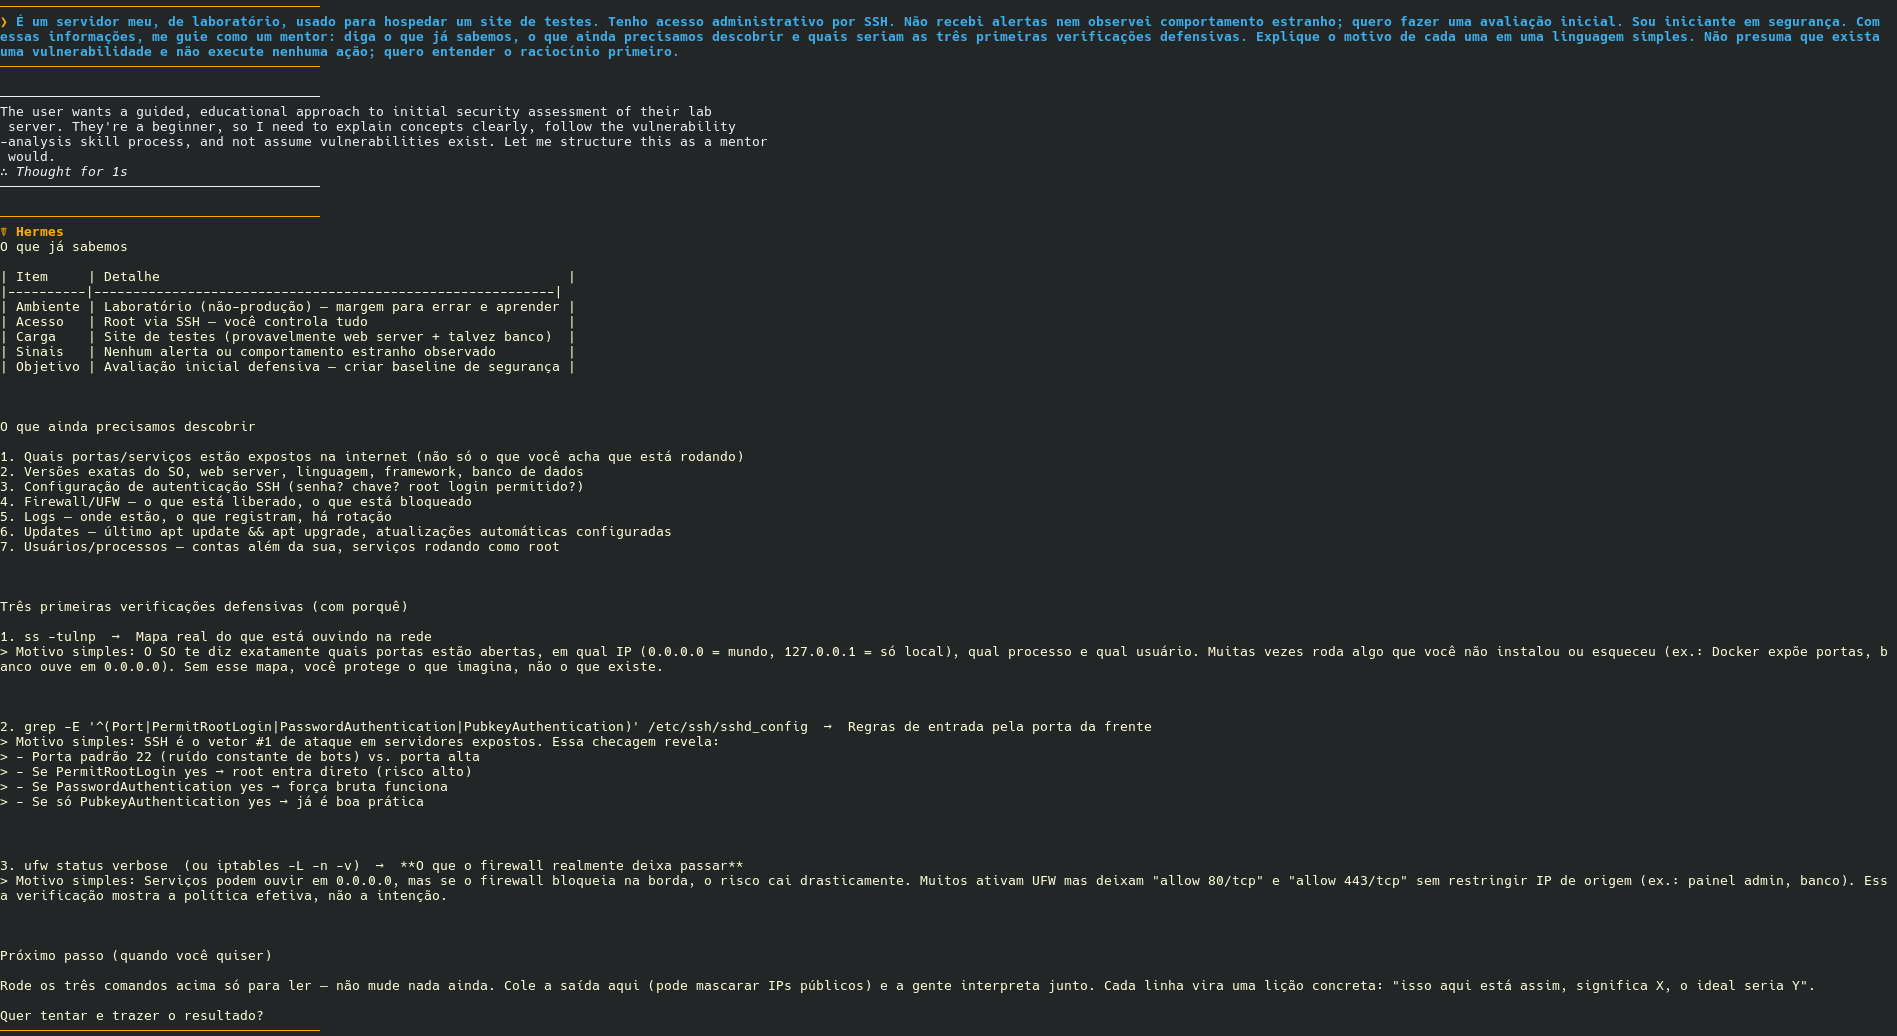 ❯ É um servidor meu, de laboratório, usado para hospedar um site de testes. Tenho acesso administrativo por SSH. Não recebi alertas nem observei comportamento estranho; quero fazer uma avaliação inicial. Sou iniciante em segurança. Com
essas informações, me guie como um mentor: diga o que já sabemos, o que ainda precisamos descobrir e quais seriam as três primeiras verificações defensivas. Explique o motivo de cada uma em uma linguagem simples. Não presuma que exista
uma vulnerabilidade e não execute nenhuma ação; quero entender o raciocínio primeiro.
The user wants a guided, educational approach to initial security assessment of their lab
server. They're a beginner, so I need to explain concepts clearly, follow the vulnerability
-analysis skill process, and not assume vulnerabilities exist. Let me structure this as a mentor
would.
∴ Thought for 1s
☤ Hermes
O que já sabemos
| Item     | Detalhe                                                   |
|----------|----------------------------------------------------------|
| Ambiente | Laboratório (não-produção) — margem para errar e aprender |
| Acesso   | Root via SSH — você controla tudo                         |
| Carga    | Site de testes (provavelmente web server + talvez banco)  |
| Sinais   | Nenhum alerta ou comportamento estranho observado         |
| Objetivo | Avaliação inicial defensiva — criar baseline de segurança |
O que ainda precisamos descobrir
1. Quais portas/serviços estão expostos na internet (não só o que você acha que está rodando)
2. Versões exatas do SO, web server, linguagem, framework, banco de dados
3. Configuração de autenticação SSH (senha? chave? root login permitido?)
4. Firewall/UFW — o que está liberado, o que está bloqueado
5. Logs — onde estão, o que registram, há rotação
6. Updates — último apt update && apt upgrade, atualizações automáticas configuradas
7. Usuários/processos — contas além da sua, serviços rodando como root
Três primeiras verificações defensivas (com porquê)
1. ss -tulnp  →  Mapa real do que está ouvindo na rede
> Motivo simples: O SO te diz exatamente quais portas estão abertas, em qual IP (0.0.0.0 = mundo, 127.0.0.1 = só local), qual processo e qual usuário. Muitas vezes roda algo que você não instalou ou esqueceu (ex.: Docker expõe portas, b
anco ouve em 0.0.0.0). Sem esse mapa, você protege o que imagina, não o que existe.
2. grep -E '^(Port|PermitRootLogin|PasswordAuthentication|PubkeyAuthentication)' /etc/ssh/sshd_config  →  Regras de entrada pela porta da frente
> Motivo simples: SSH é o vetor #1 de ataque em servidores expostos. Essa checagem revela:
> - Porta padrão 22 (ruído constante de bots) vs. porta alta
> - Se PermitRootLogin yes → root entra direto (risco alto)
> - Se PasswordAuthentication yes → força bruta funciona
> - Se só PubkeyAuthentication yes → já é boa prática
3. ufw status verbose  (ou iptables -L -n -v)  →  **O que o firewall realmente deixa passar**
> Motivo simples: Serviços podem ouvir em 0.0.0.0, mas se o firewall bloqueia na borda, o risco cai drasticamente. Muitos ativam UFW mas deixam "allow 80/tcp" e "allow 443/tcp" sem restringir IP de origem (ex.: painel admin, banco). Ess
a verificação mostra a política efetiva, não a intenção.
Próximo passo (quando você quiser)
Rode os três comandos acima só para ler — não mude nada ainda. Cole a saída aqui (pode mascarar IPs públicos) e a gente interpreta junto. Cada linha vira uma lição concreta: "isso aqui está assim, significa X, o ideal seria Y".
Quer tentar e trazer o resultado?